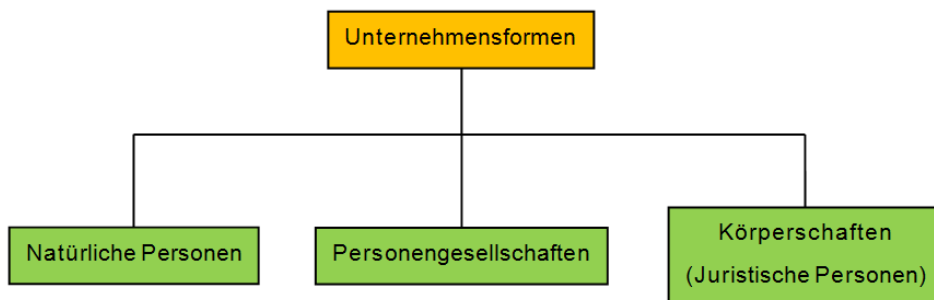 Unternehmensformen
Natürliche Personen
Personengesellschaften
Körperschaften
(Juristische Personen)